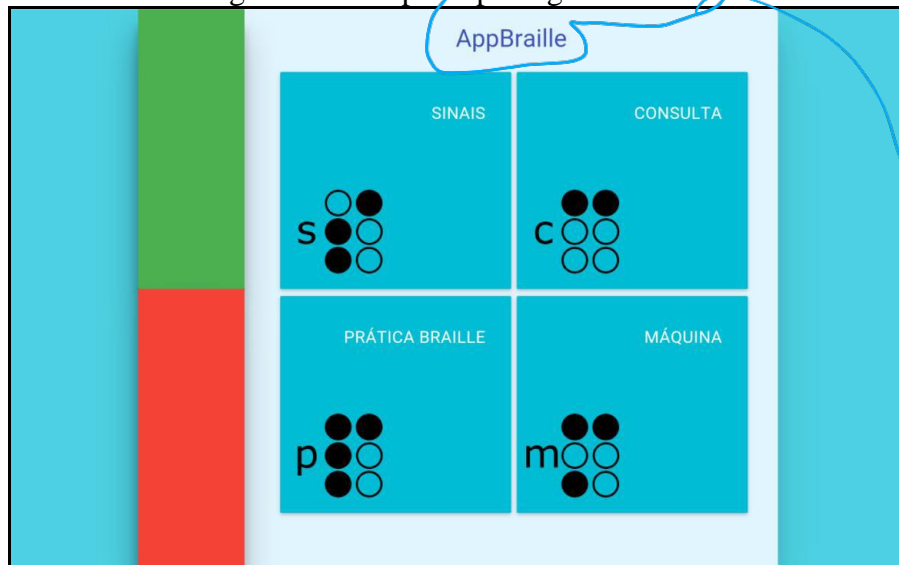 AppBraille
SINAIS
CONSULTA
s
c
PRÁTICA BRAILLE
MÁQUINA
p
m